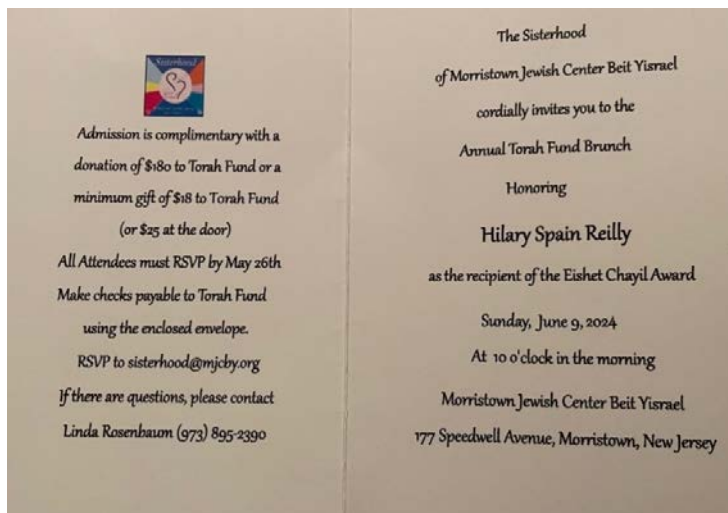 Sisterhood
Admission is complimentary with a
donation of $180 to Torah Fund or a
minimum gift of $18 to Torah Fund
(or $25 at the door)
All Attendees must RSVP by May 26th
Make checks payable to Torah Fund
using the enclosed envelope.
RSVP to sisterhood@mjcby.org
If there are questions, please contact
Linda Rosenbaum (973) 895-2390
The Sisterhood
of Morristown Jewish Center Beit Yisrael
cordially invites you to the
Annual Torah Fund Brunch
Honoring
Hilary Spain Reilly
as the recipient of the Eishet Chayil Award
Sunday, June 9, 2024
At 10 o'clock in the morning
Morristown Jewish Center Beit Yisrael
177 Speedwell Avenue, Morristown, New Jersey